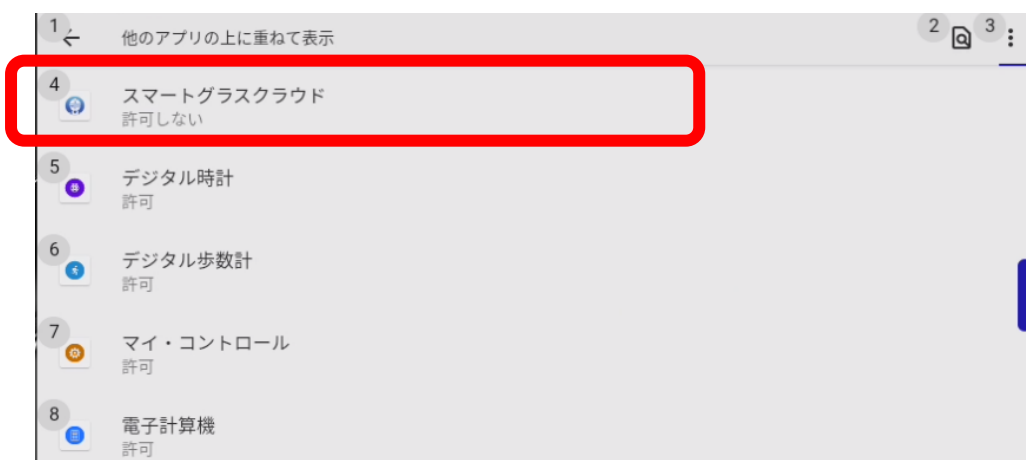 1 他のアプリの上に重ねて表示 2 3
4 スマートグラスクラウド
許可しない
5 デジタル時計
許可
6 デジタル歩数計
許可
7 マイ・コントロール
許可
8 電子計算機
許可